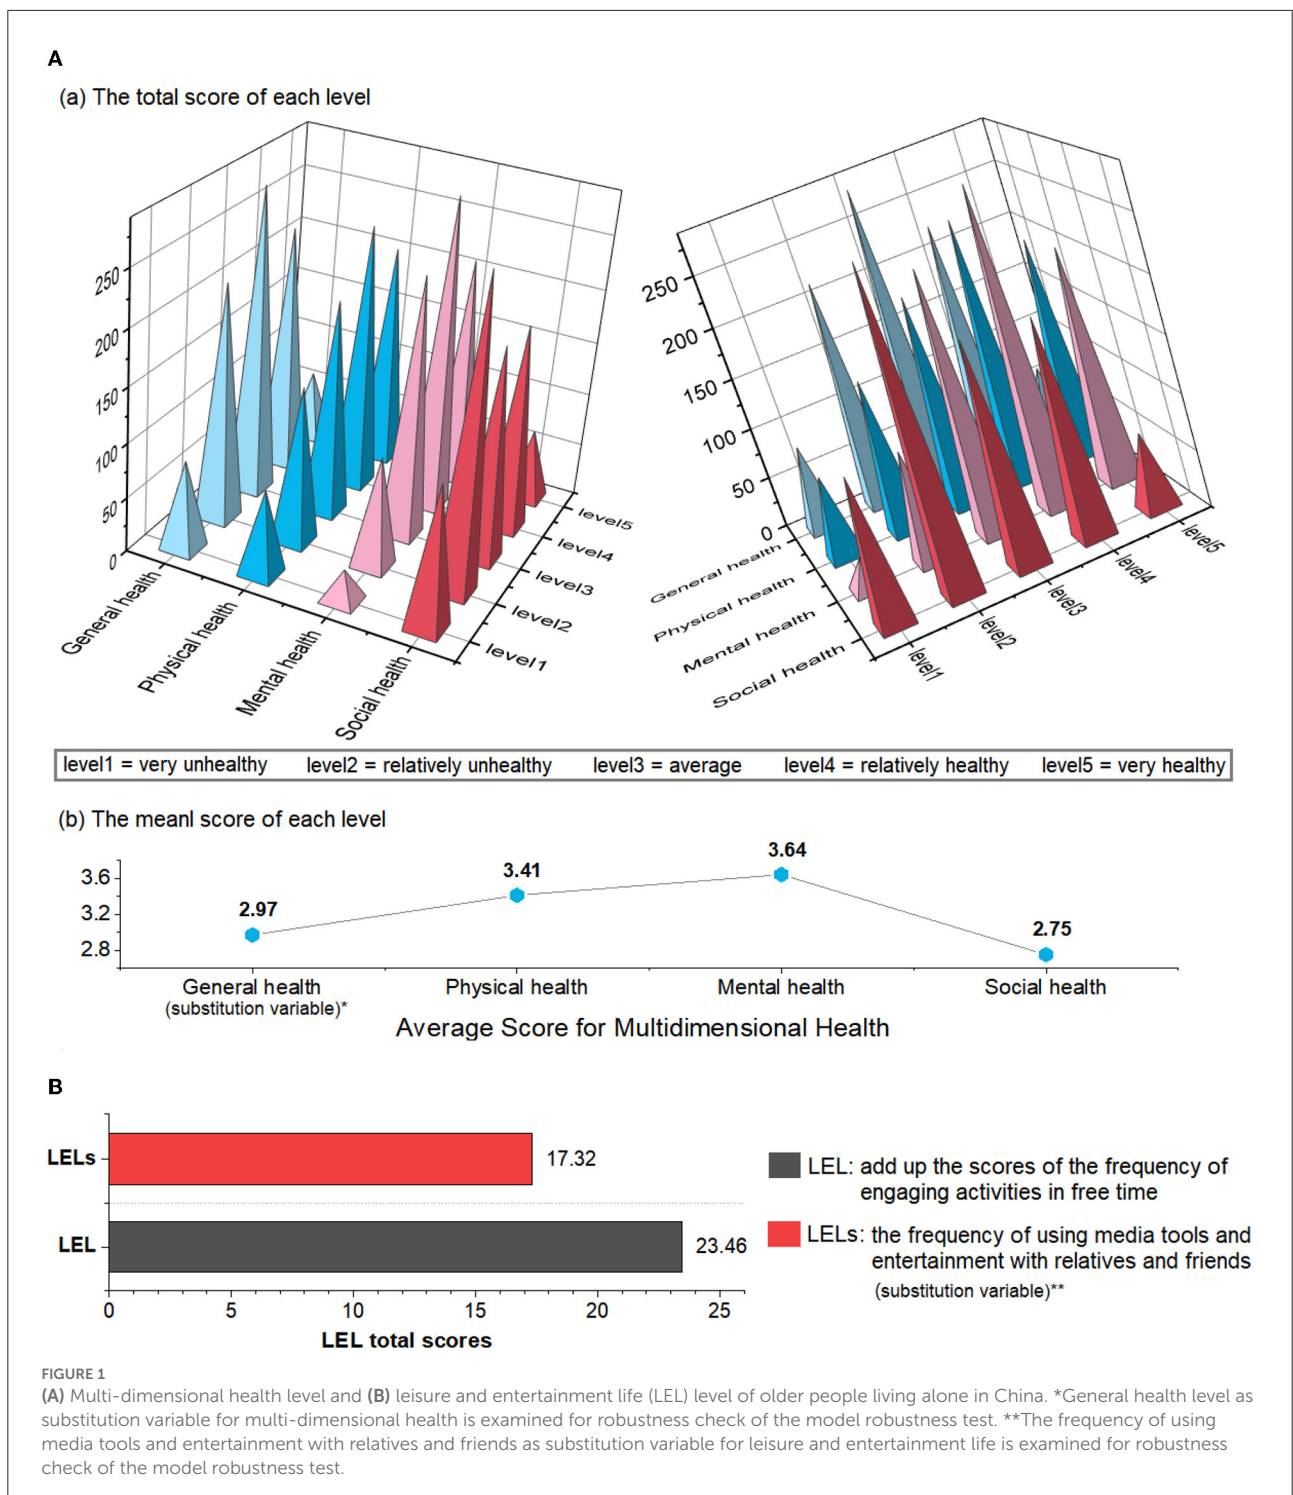 A
(a) The total score of each level
250
200
150
100
50
0
General health
Physical health
Mental health
Social health
level5
level4
level3
level2
level1
250
200
150
100
50
0
General health
Physical health
Mental health
Social health
level5
level4
level3
level2
level1
level1 = very unhealthy level2 = relatively unhealthy level3 = average level4 = relatively healthy level5 = very healthy
(b) The meanl score of each level
3.6
3.2
2.8
2.97
3.41
3.64
2.75
General health Physical health Mental health Social health
(substitution variable)*
Average Score for Multidimensional Health
B
LELs
17.32
LEL
23.46
0 5 10 15 20 25
LEL total scores
LEL: add up the scores of the frequency of
engaging activities in free time
LELs: the frequency of using media tools and
entertainment with relatives and friends
(substitution variable)**
FIGURE 1
(A) Multi-dimensional health level and (B) leisure and entertainment life (LEL) level of older people living alone in China. *General health level as
substitution variable for multi-dimensional health is examined for robustness check of the model robustness test. **The frequency of using
media tools and entertainment with relatives and friends as substitution variable for leisure and entertainment life is examined for robustness
check of the model robustness test.